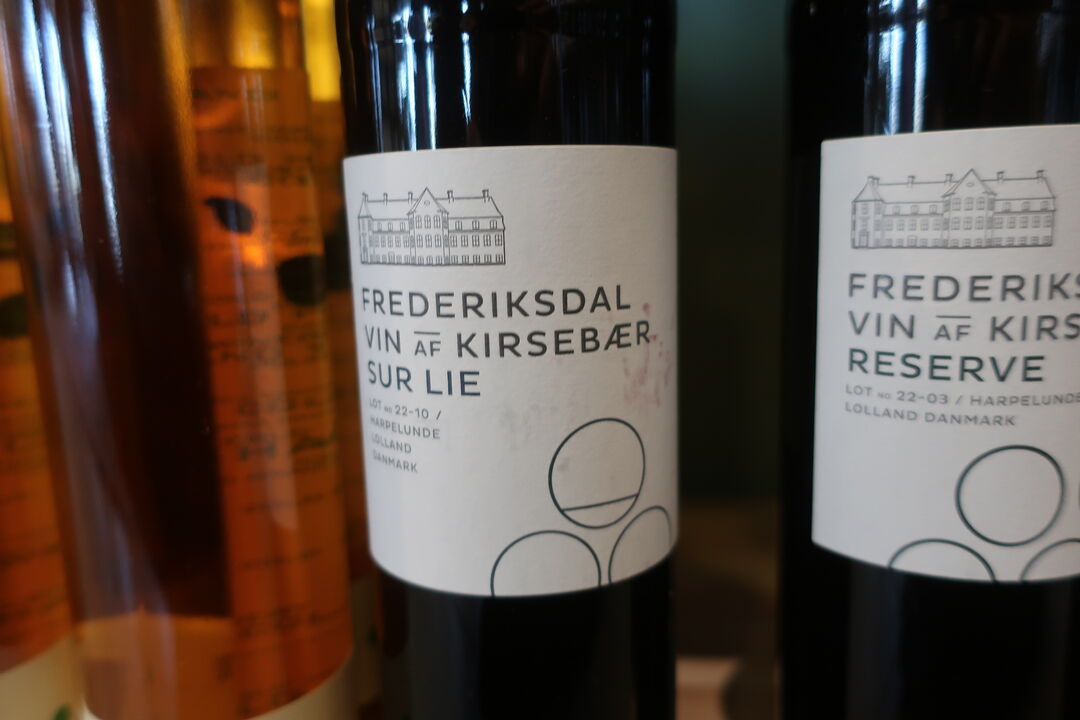 FREDERIKSDAL
VIN AF KIRSEBÆR
SUR LIE
LOT NO 22-10 /
HARPELUNDE
LOLLAND
DANMARK
FREDERIKS
VIN AF KIRS
RESERVE
LOT NO 22-03 / HARPELUNDE
LOLLAND DANMARK